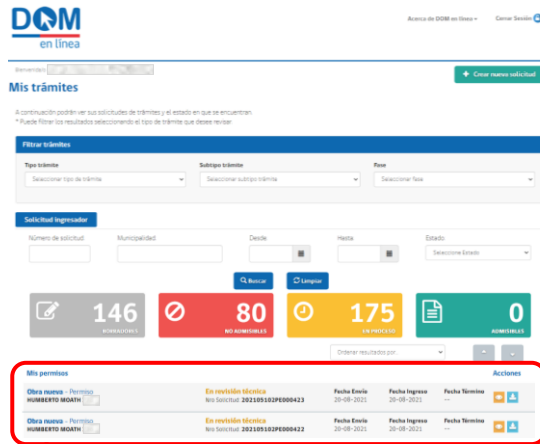 DOM
en línea
Acerca de DOM en línea
Cerrar Sesión
Bienvenido/a
+ Crear nueva solicitud
Mis trámites
A continuación podrán ver sus solicitudes de trámites y el estado en que se encuentran
* Puede filtrar los resultados seleccionando el tipo de trámite que desee revisar
Filtrar trámites
Tipo trámite Subtipo trámite Fase
Seleccionar tipo de trámite Seleccionar subtipo trámite Seleccionar fase
Solicitud ingresador
Número de solicitud Municipalidad Desde Hasta Estado
Seleccione Estado
Buscar Limpiar
146 80 175 0
BORRADORES NO ADMISIBLES EN PROCESO ADMISIBLES
Ordenar resultados por
Mis permisos Acciones
Obra nueva - Permiso En revisión técnica Fecha Envío Fecha Ingreso Fecha Término
HUMBERTO MOATH Nro Solicitud 202105102PE000423 20-08-2021 20-08-2021 --
Obra nueva - Permiso En revisión técnica Fecha Envío Fecha Ingreso Fecha Término
HUMBERTO MOATH Nro Solicitud 202105102PE000422 20-08-2021 20-08-2021 --